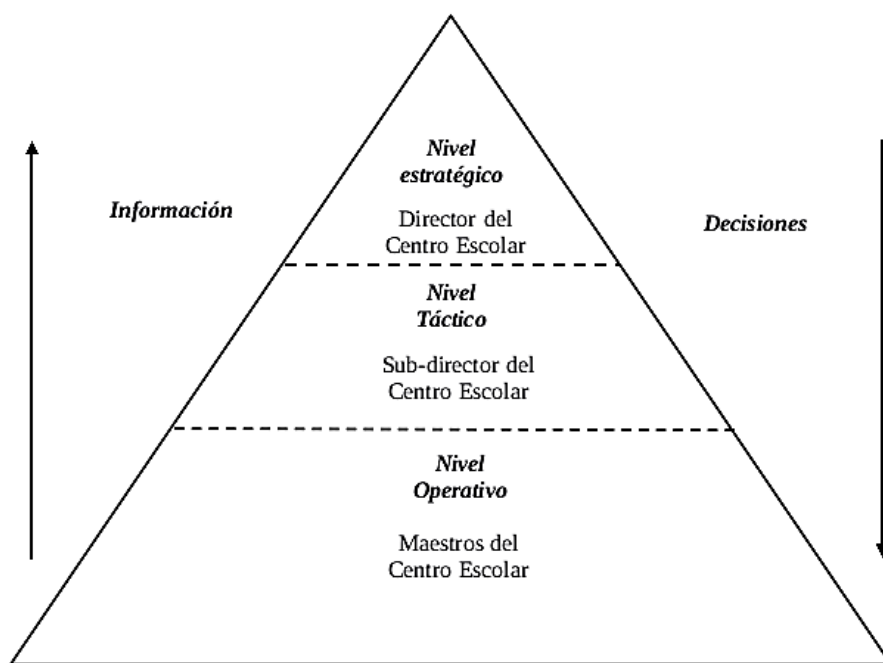 Nivel
estratégico
Información
Director del
Centro Escolar
Decisiones
Nivel
Táctico
Sub-director del
Centro Escolar
Nivel
Operativo
Maestros del
Centro Escolar